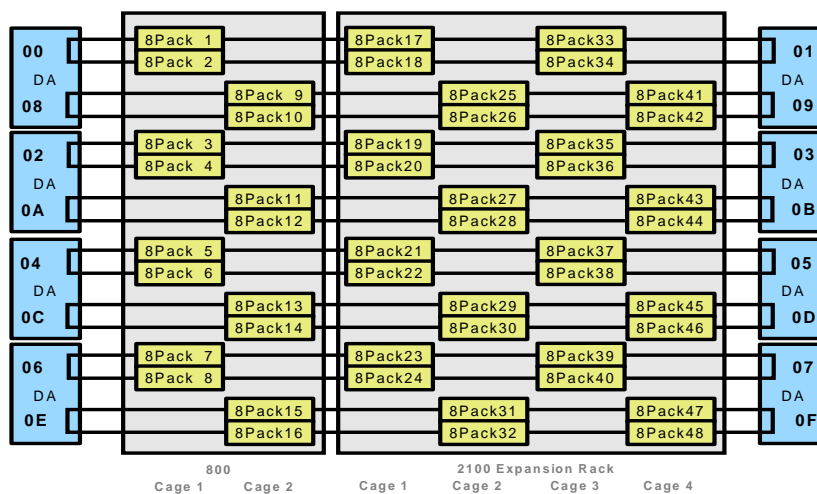 00 8Pack 1 8Pack17 8Pack33 01
8Pack 2 8Pack18 8Pack34
DA DA
08 8Pack 9 8Pack25 8Pack41 09
8Pack10 8Pack26 8Pack42
02 8Pack 3 8Pack19 8Pack35 03
8Pack 4 8Pack20 8Pack36
DA DA
0A 8Pack11 8Pack27 8Pack43 0B
8Pack12 8Pack28 8Pack44
04 8Pack 5 8Pack21 8Pack37 05
8Pack 6 8Pack22 8Pack38
DA DA
0C 8Pack13 8Pack29 8Pack45 0D
8Pack14 8Pack30 8Pack46
06 8Pack 7 8Pack23 8Pack39 07
8Pack 8 8Pack24 8Pack40
DA DA
0E 8Pack15 8Pack31 8Pack47 0F
8Pack16 8Pack32 8Pack48
800 2100 Expansion Rack
Cage 1 Cage 2 Cage 1 Cage 2 Cage 3 Cage 4